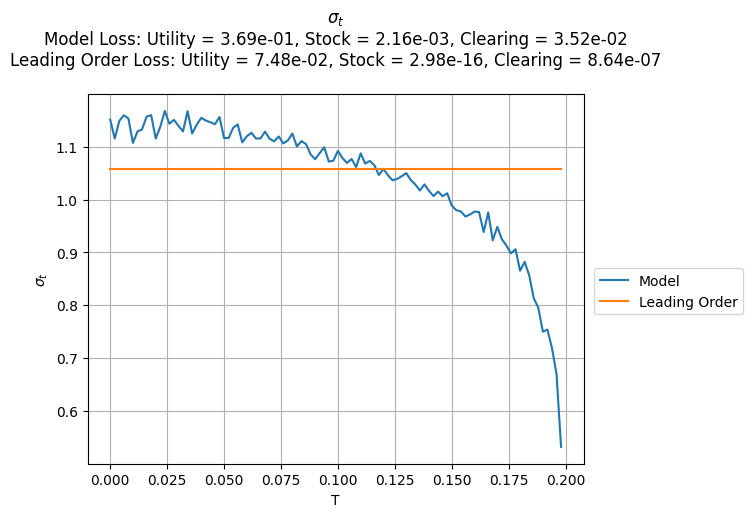 σt
Model Loss: Utility = 3.69e-01, Stock = 2.16e-03, Clearing = 3.52e-02
Leading Order Loss: Utility = 7.48e-02, Stock = 2.98e-16, Clearing = 8.64e-07
1.1
1.0
0.9
0.8
0.7
0.6
σt
0.000 0.025 0.050 0.075 0.100 0.125 0.150 0.175 0.200
T
Model
Leading Order